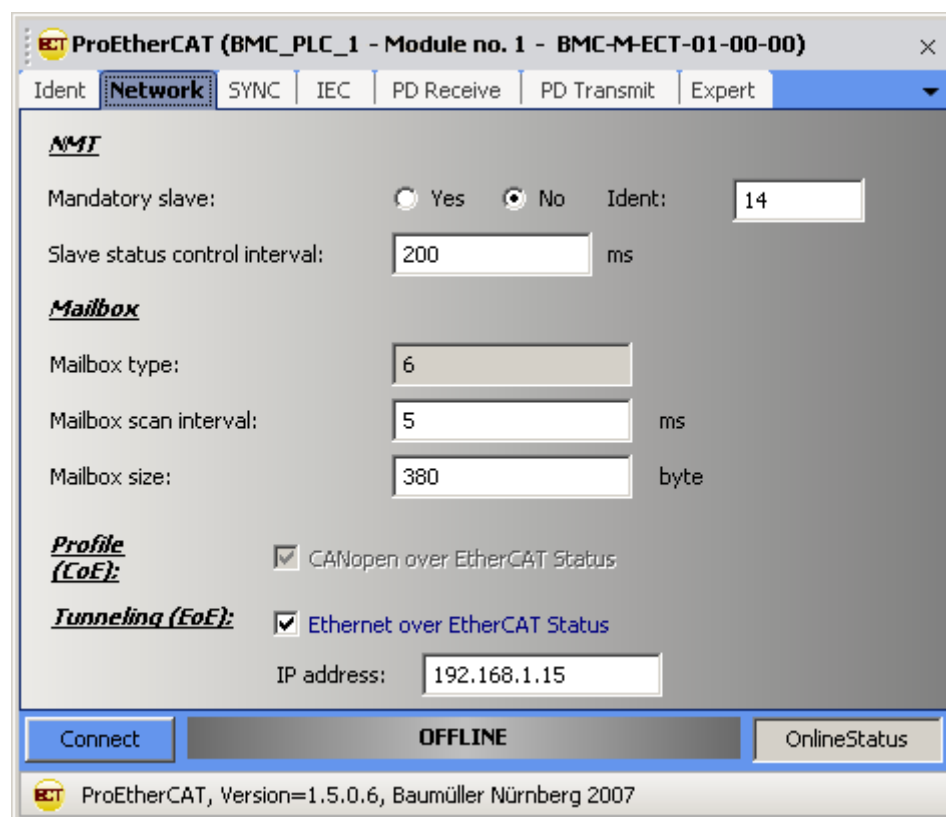 ECT ProEtherCAT (BMC_PLC_1 - Module no. 1 - BMC-M-ECT-01-00-00)
Ident Network SYNC IEC PD Receive PD Transmit Expert
NMT
Mandatory slave: Yes No Ident: 14
Slave status control interval: 200 ms
Mailbox
Mailbox type: 6
Mailbox scan interval: 5 ms
Mailbox size: 380 byte
Profile
(CoE): CANopen over EtherCAT Status
Tunneling (EoE): Ethernet over EtherCAT Status
IP address: 192.168.1.15
Connect OFFLINE OnlineStatus
ECT ProEtherCAT, Version=1.5.0.6, Baumüller Nürnberg 2007